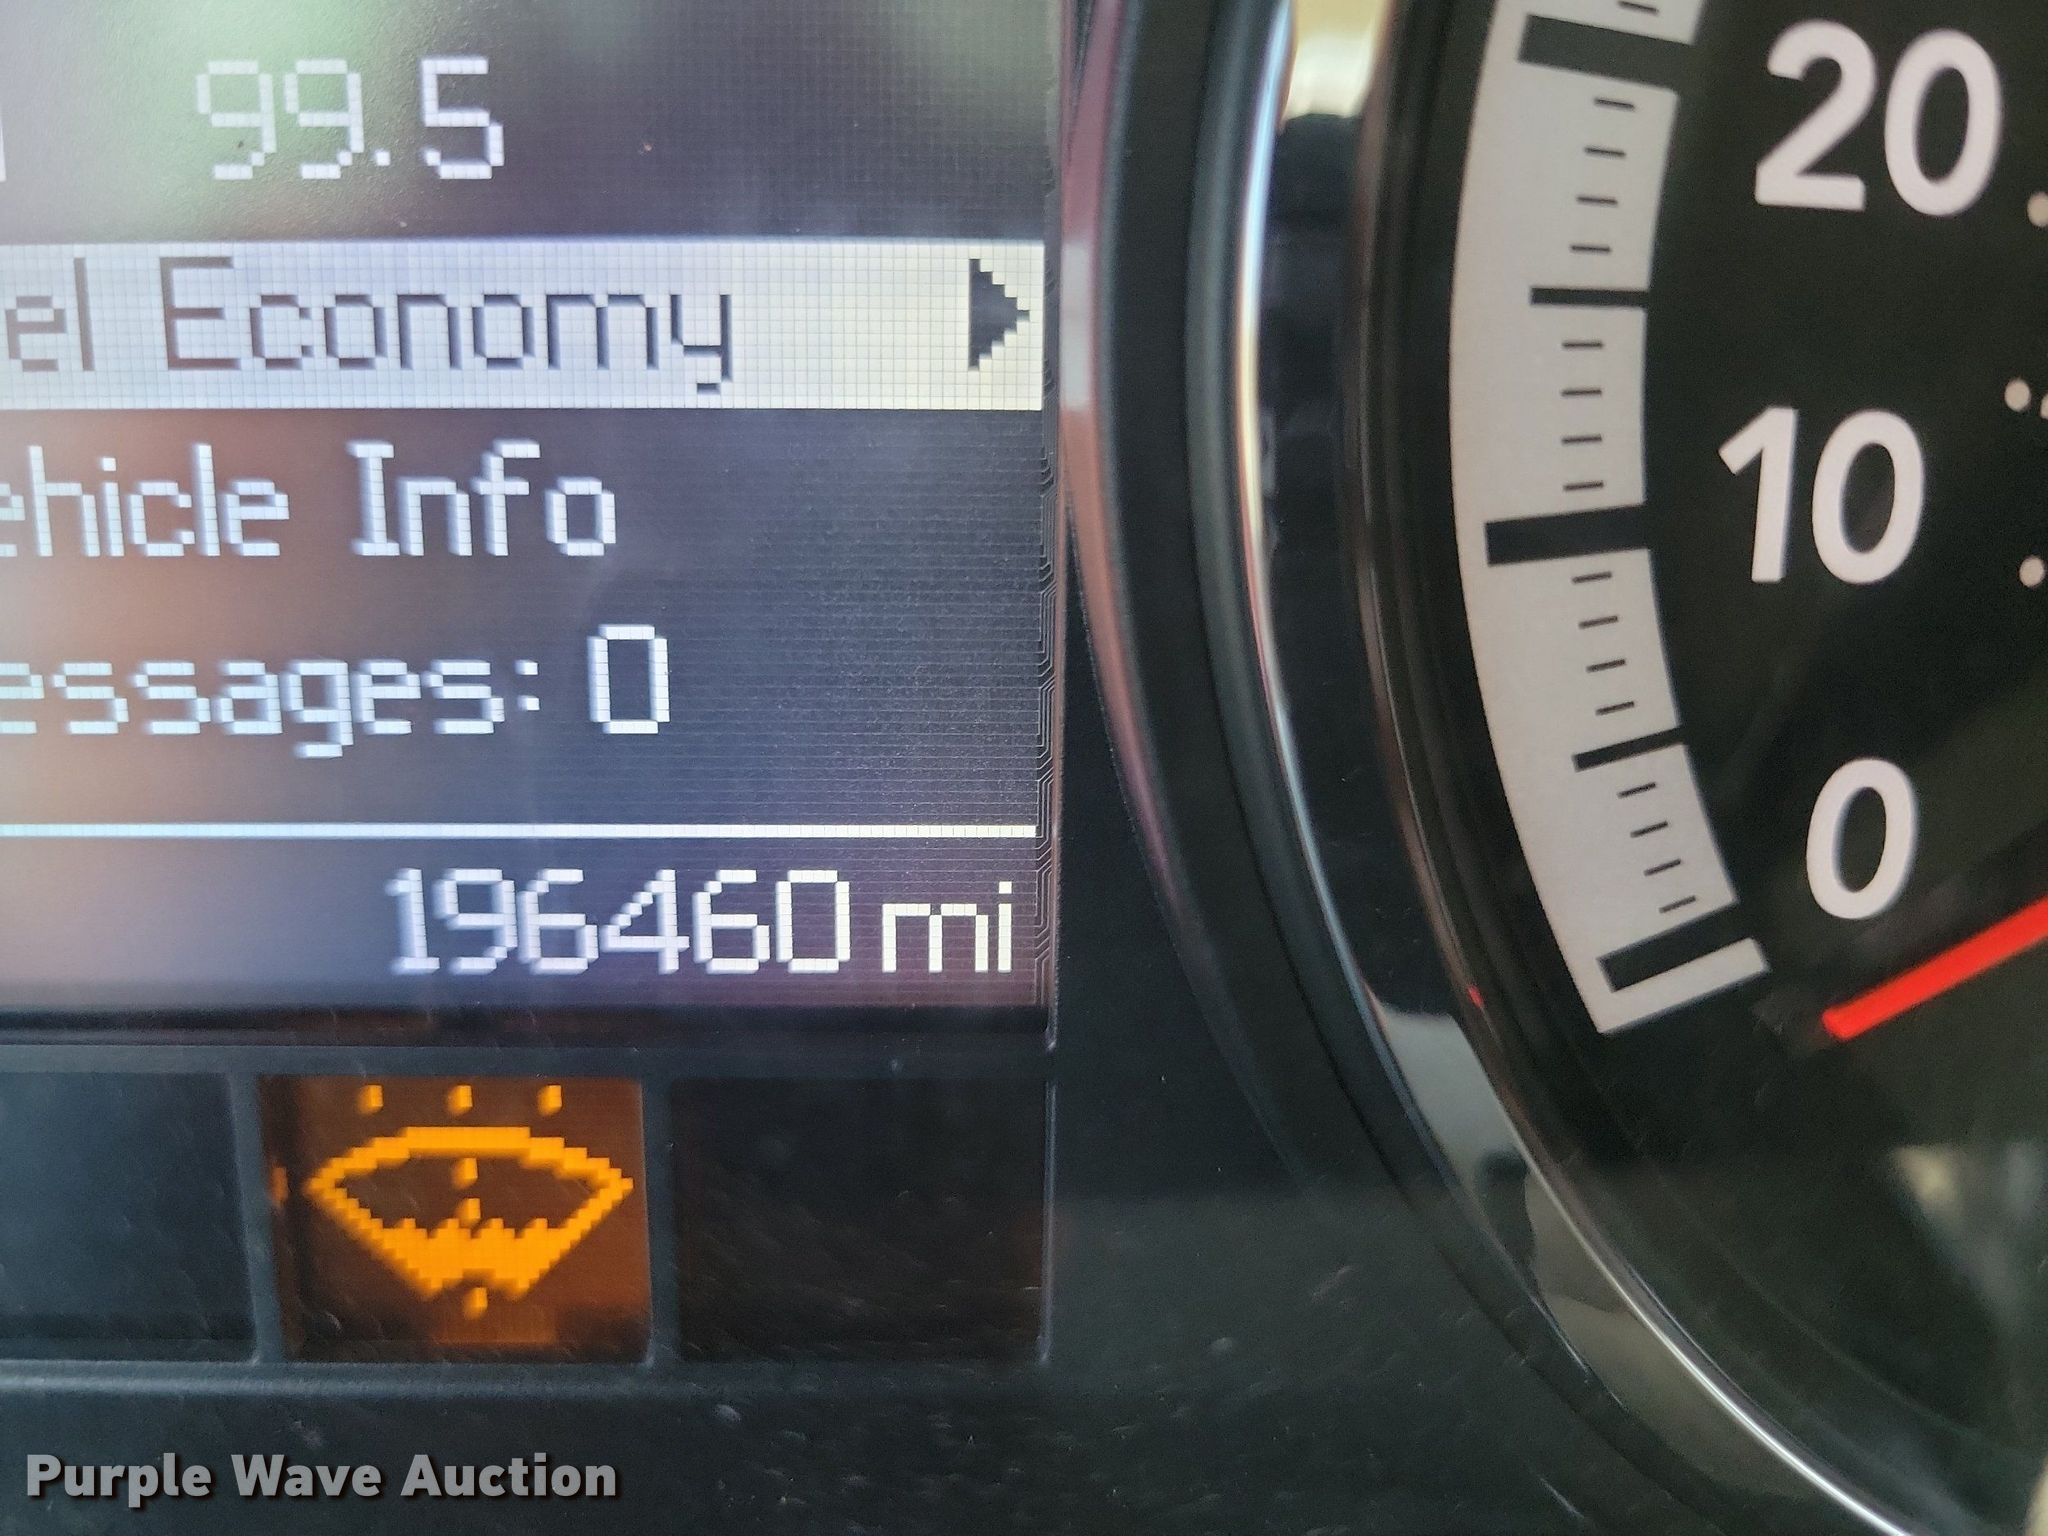 99.5
20
el Economy
10
ehicle Info
essages: 0
0
196460 mi
Purple Wave Auction